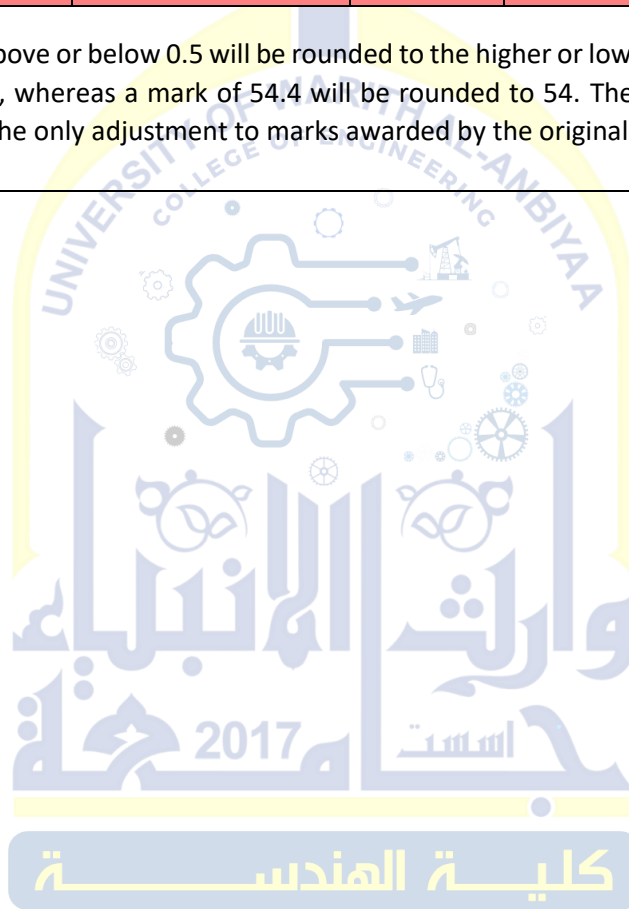 bove or below 0.5 will be rounded to the higher or low
, whereas a mark of 54.4 will be rounded to 54. The
he only adjustment to marks awarded by the original
UNIVERSITY OF WARITH AL-ANBIYAA
COLLEGE OF ENGINEERING
وارث الأنبياء
جامعة
أسست
2017
كلية الهندسة